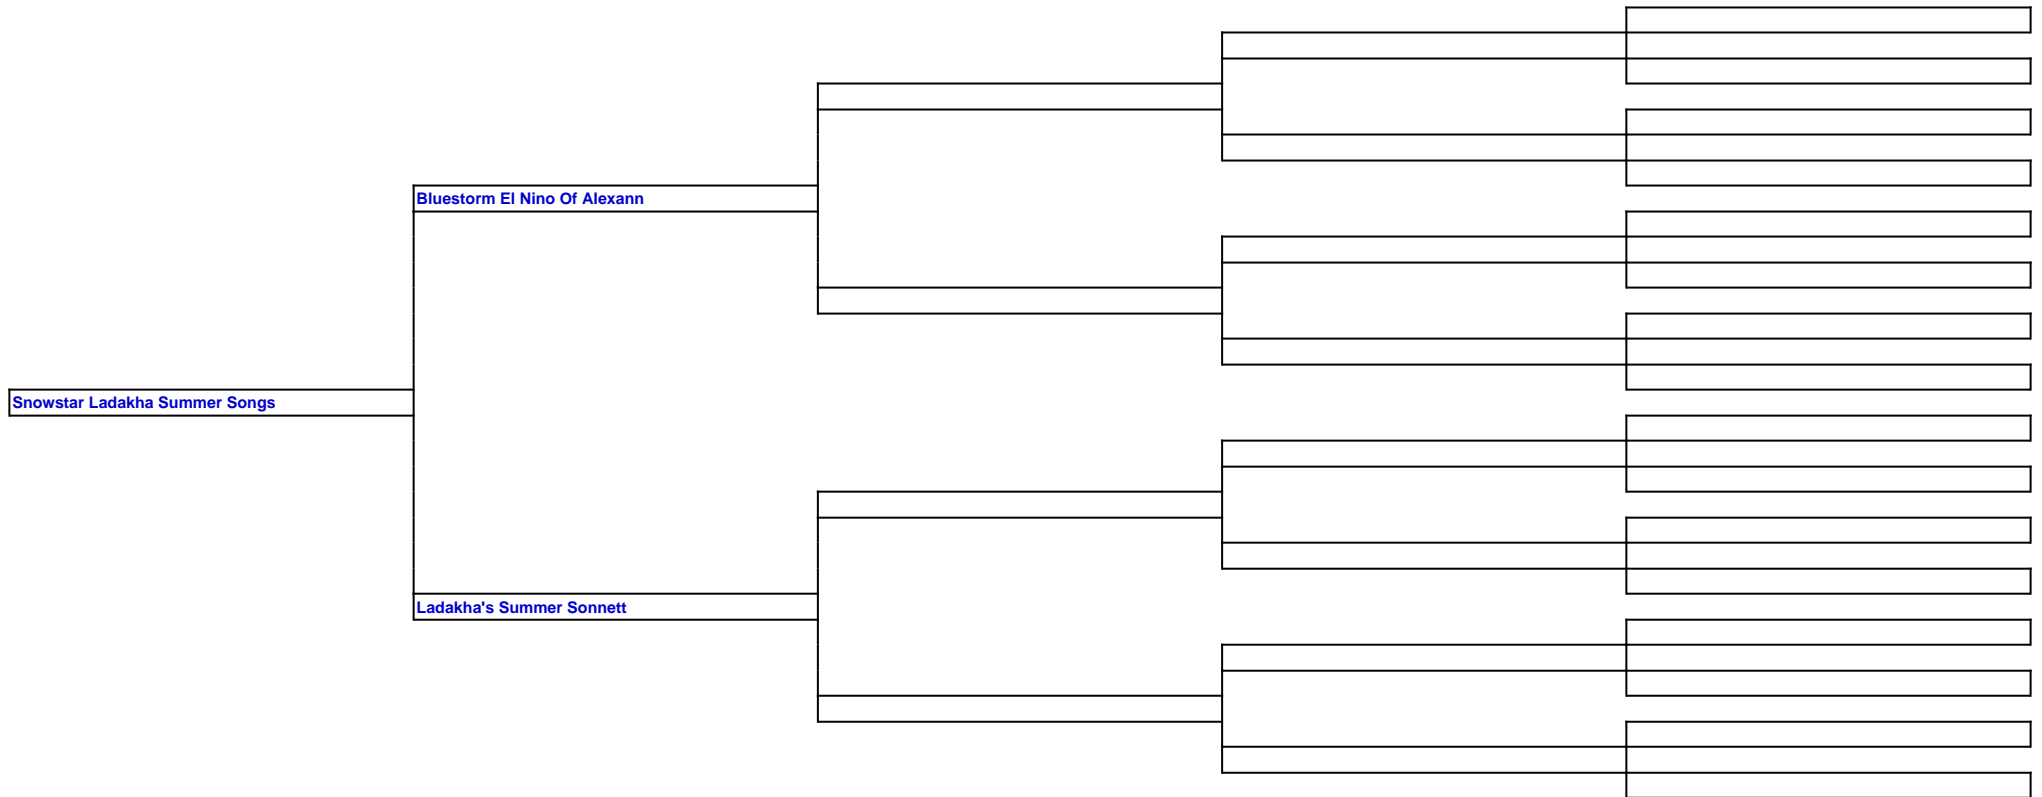 Bluestorm El Nino Of Alexann
Snowstar Ladakha Summer Songs
Ladakha's Summer Sonnett